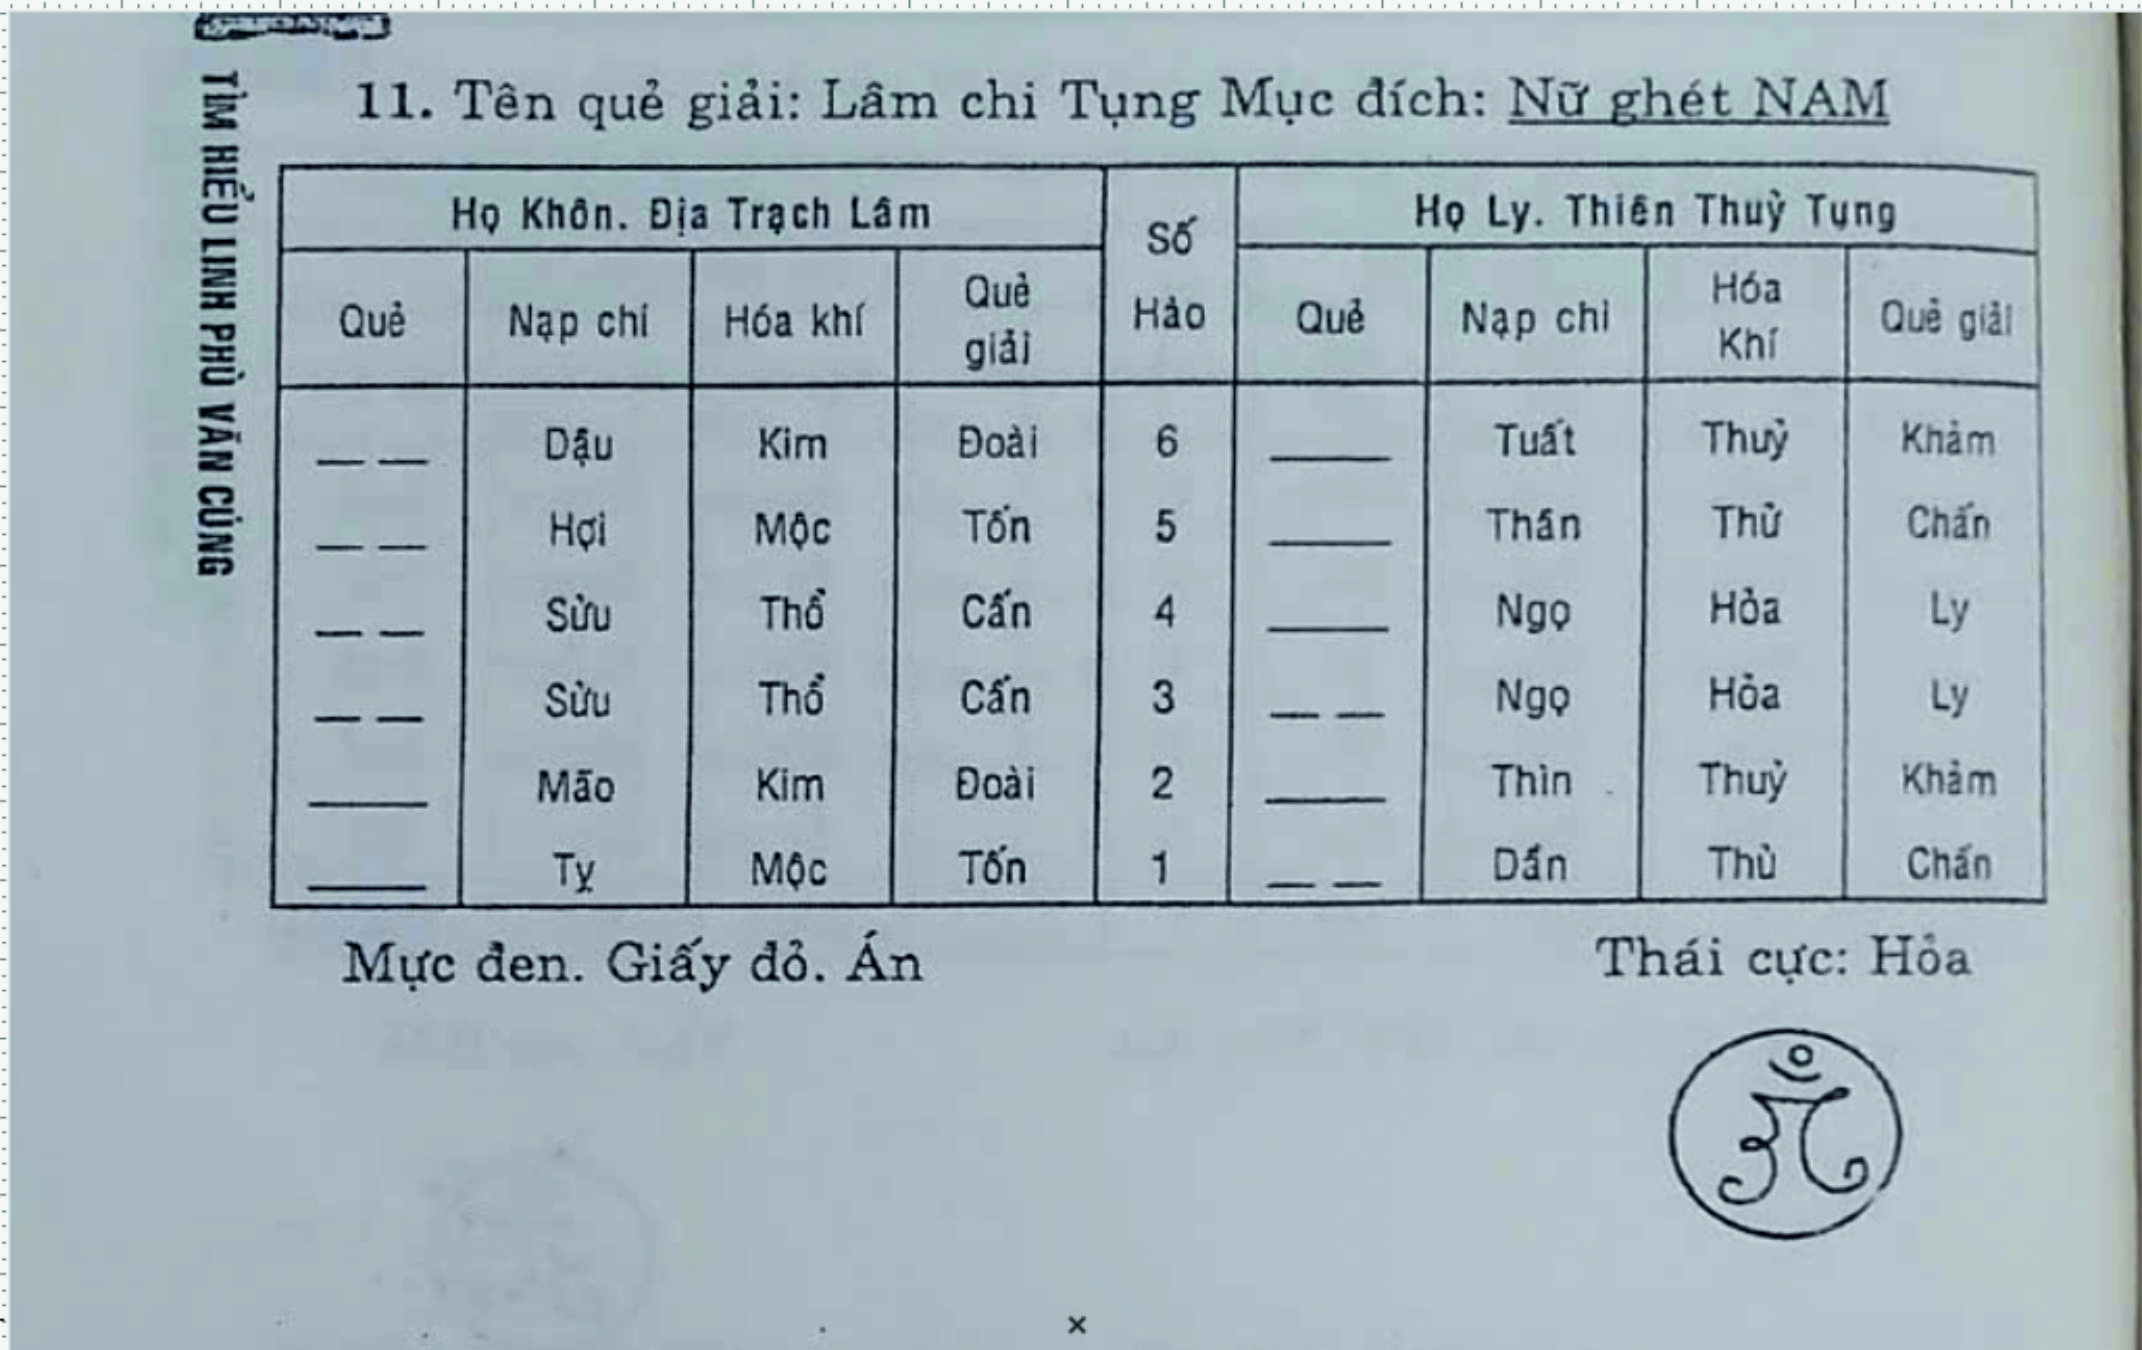 TÌM HIỂU LINH PHÙ VĂN CÚNG
11. Tên quẻ giải: Lâm chi Tụng Mục đích: Nữ ghét NAM
Họ Khôn. Địa Trạch Lâm Số Hào Họ Ly. Thiên Thuỷ Tụng
Quẻ Nạp chi Hóa khí Quẻ giải Quẻ Nạp chi Hóa Khí Quẻ giải
Dậu Kim Đoài 6 Tuất Thuỷ Khảm
Hợi Mộc Tốn 5 Thân Thử Chấn
Sửu Thổ Cấn 4 Ngọ Hỏa Ly
Sửu Thổ Cấn 3 Ngọ Hỏa Ly
Mão Kim Đoài 2 Thìn Thuỷ Khảm
Tỵ Mộc Tốn 1 Dần Thủ Chấn
Mực đen. Giấy đỏ. Án Thái cực: Hỏa